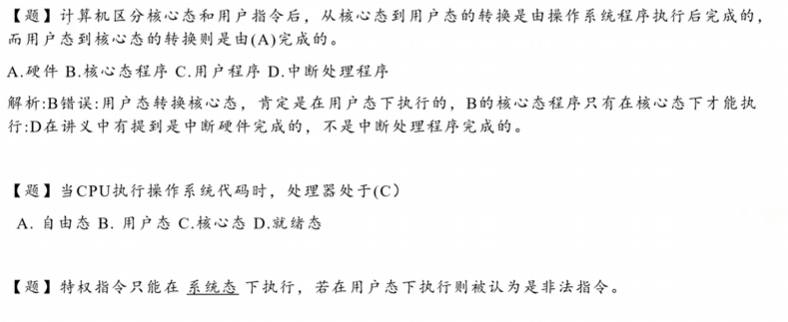 【题】计算机区分核心态和用户指令后，从核心态到用户态的转换是由操作系统程序执行后完成的，
而用户态到核心态的转换则是由(A)完成的。
A.硬件 B.核心态程序 C.用户程序 D.中断处理程序
解析:B错误:用户态转换核心态，肯定是在用户态下执行的，B的核心态程序只有在核心态下才能执
行:D在讲义中有提到是中断硬件完成的，不是中断处理程序完成的。
【题】当CPU执行操作系统代码时，处理器处于(C）
A. 自由态 B. 用户态 C.核心态 D.就绪态
【题】特权指令只能在 系统态 下执行，若在用户态下执行则被认为是非法指令。